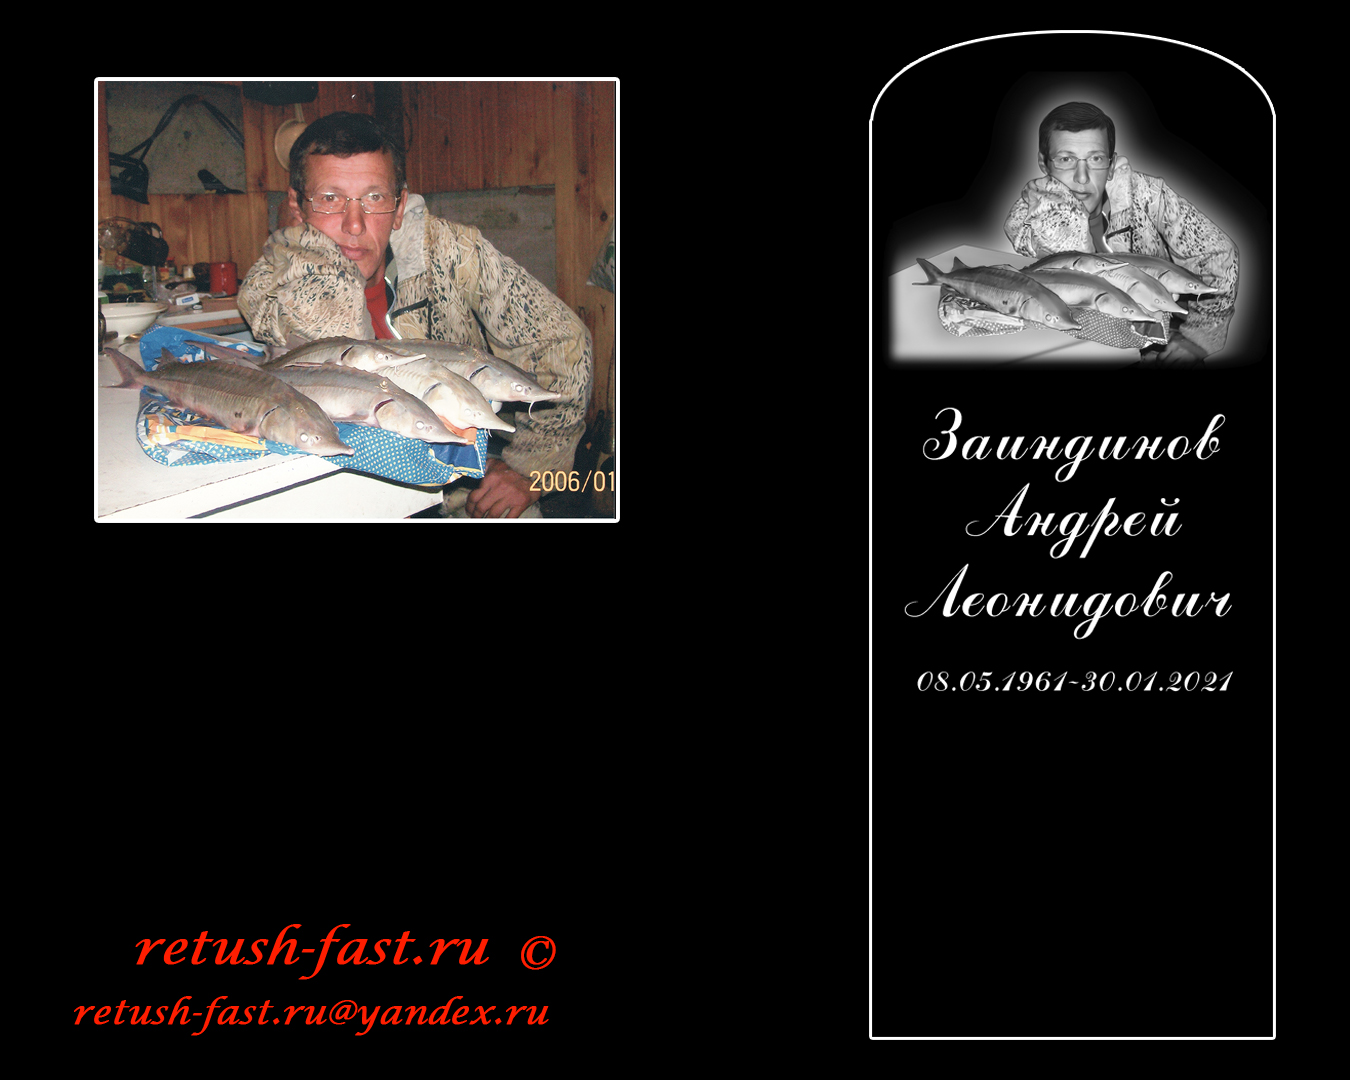 2006/01
Заиндинов
Андрей
Леонидович
08.05.1961-30.01.2021
retush-fast.ru ©
retush-fast.ru@yandex.ru